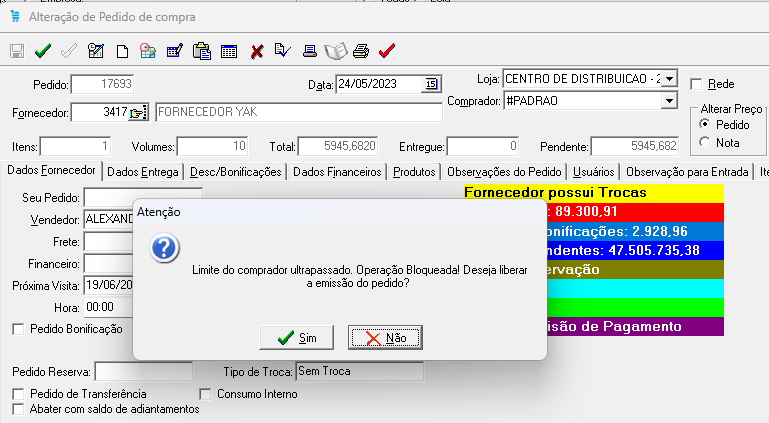 Alteração de Pedido de compra
Pedido: 17693
Data: 24/05/2023 15
Loja: CENTRO DE DISTRIBUICAO - 2
Rede
Fornecedor: 3417 FORNECEDOR YAK
Comprador: #PADRAO
Alterar Preço
Pedido
Nota
Itens: 1 Volumes: 10 Total: 5945,6820 Entregue: 0 Pendente: 5945,682
Dados Fornecedor Dados Entrega Desc/Bonificações Dados Financeiros Produtos Observações do Pedido Usuários Observação para Entrada Ite
Seu Pedido:
Vendedor: ALEXAND
Frete:
Financeiro:
Próxima Visita: 19/06/20
Hora: 00:00
Pedido Bonificação
Fornecedor possui Trocas
: 89.300,91
onificações: 2.928,96
ndentes: 47.505.735,38
ervação
isão de Pagamento
Atenção
Limite do comprador ultrapassado. Operação Bloqueada! Deseja liberar
a emissão do pedido?
Sim Não
Pedido Reserva: Tipo de Troca: Sem Troca
Pedido de Transferência Consumo Interno
Abater com saldo de adiantamentos